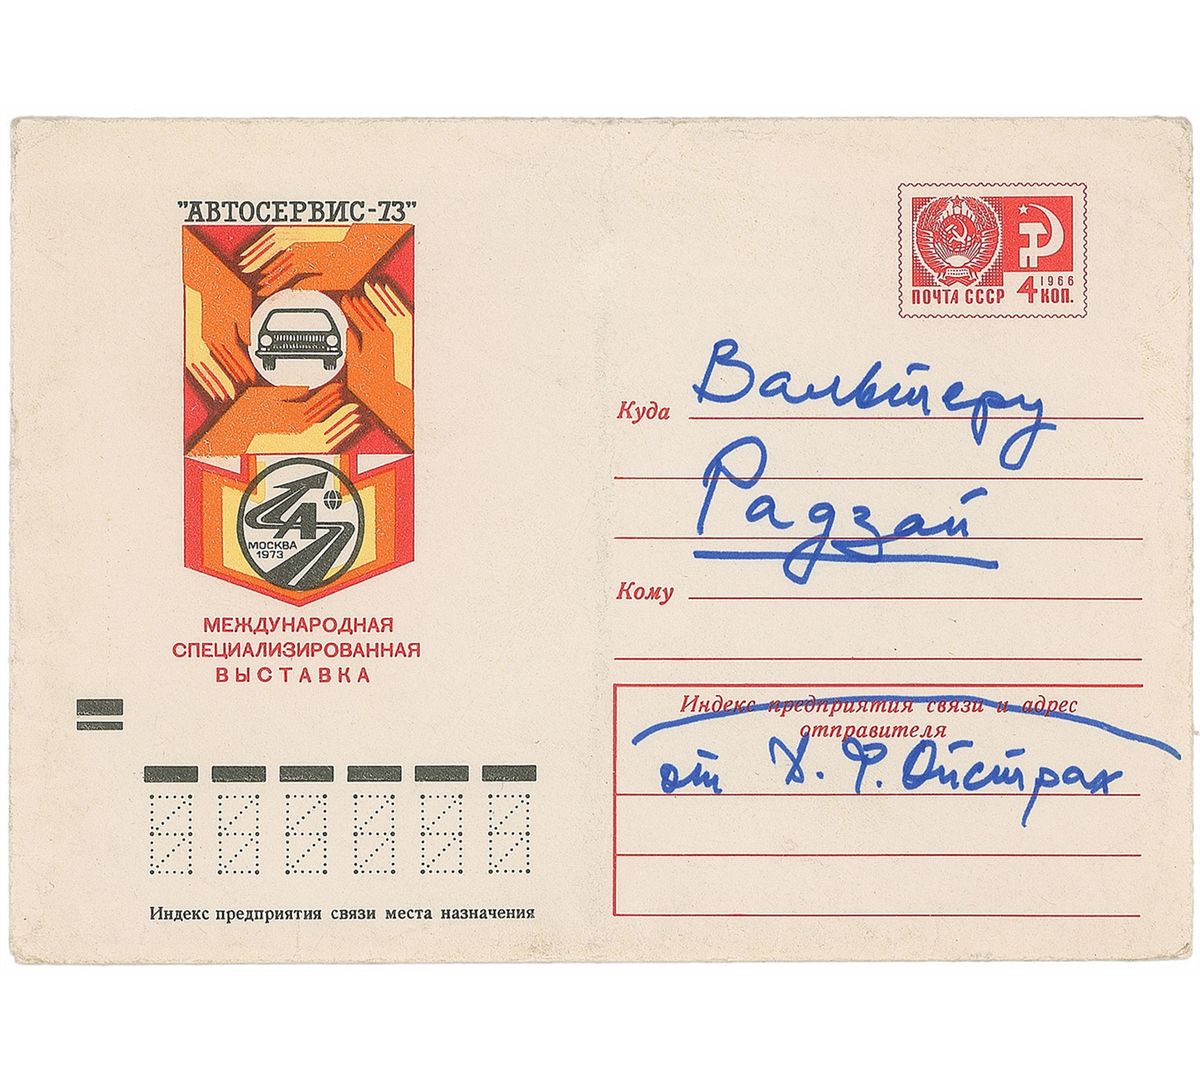 "АВТОСЕРВИС-73"
А
МОСКВА
1973
МЕЖДУНАРОДНАЯ
СПЕЦИАЛИЗИРОВАННАЯ
ВЫСТАВКА
Индекс предприятия связи места назначения
1966
ПОЧТА СССР 4 КОП.
Куда Вальтеру
Радзай
Кому
Индекс предприятия связи и адрес
отправителя
от Д. Ф. Ойстрах